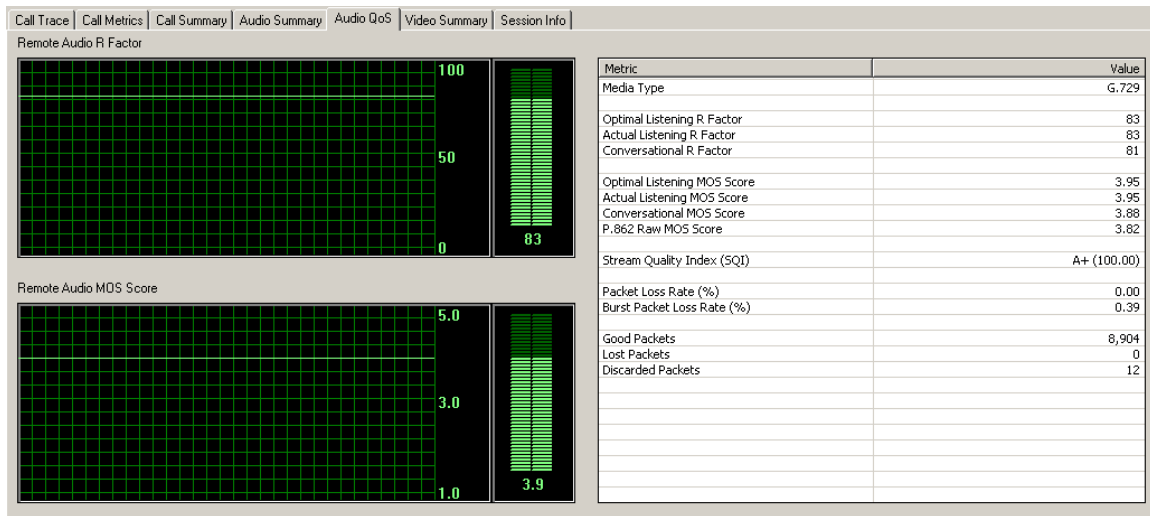 Call Trace Call Metrics Call Summary Audio Summary Audio QoS Video Summary Session Info
Remote Audio R Factor
100
50
0
83
Remote Audio MOS Score
5.0
3.0
1.0
3.9
Metric Value
Media Type G.729
Optimal Listening R Factor 83
Actual Listening R Factor 83
Conversational R Factor 81
Optimal Listening MOS Score 3.95
Actual Listening MOS Score 3.95
Conversational MOS Score 3.88
P.862 Raw MOS Score 3.82
Stream Quality Index (SQI) A+ (100.00)
Packet Loss Rate (%) 0.00
Burst Packet Loss Rate (%) 0.39
Good Packets 8,904
Lost Packets 0
Discarded Packets 12